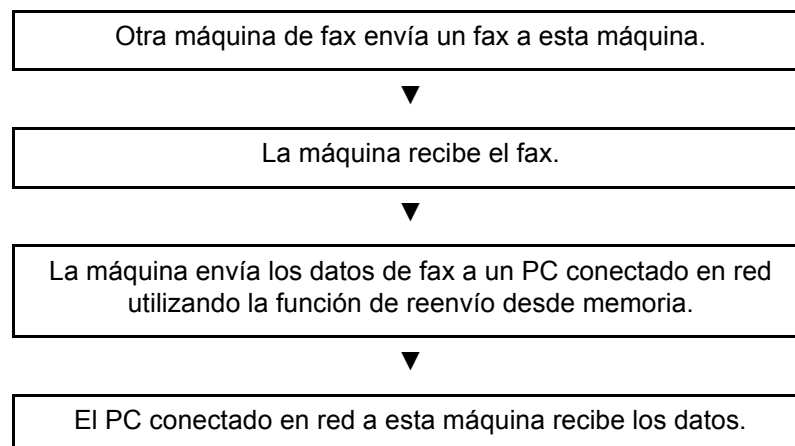 Otra máquina de fax envía un fax a esta máquina.
▼
La máquina recibe el fax.
▼
La máquina envía los datos de fax a un PC conectado en red
utilizando la función de reenvío desde memoria.
▼
El PC conectado en red a esta máquina recibe los datos.